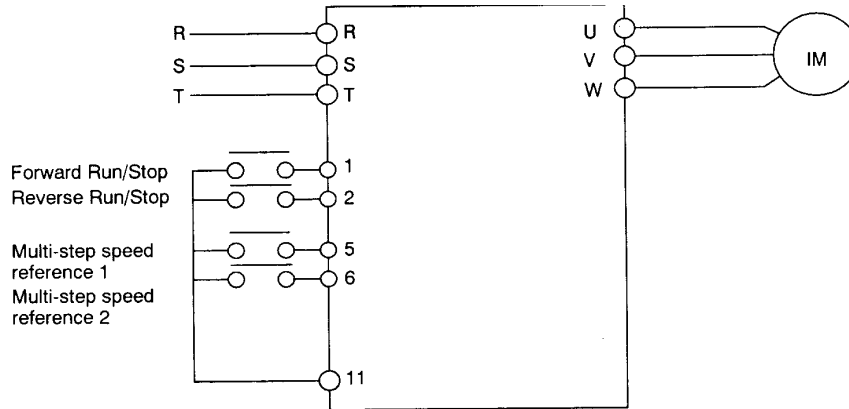 R R
S S
T T
U
V
W
IM
Forward Run/Stop 1
Reverse Run/Stop 2
Multi-step speed
reference 1
5
Multi-step speed
reference 2
6
11